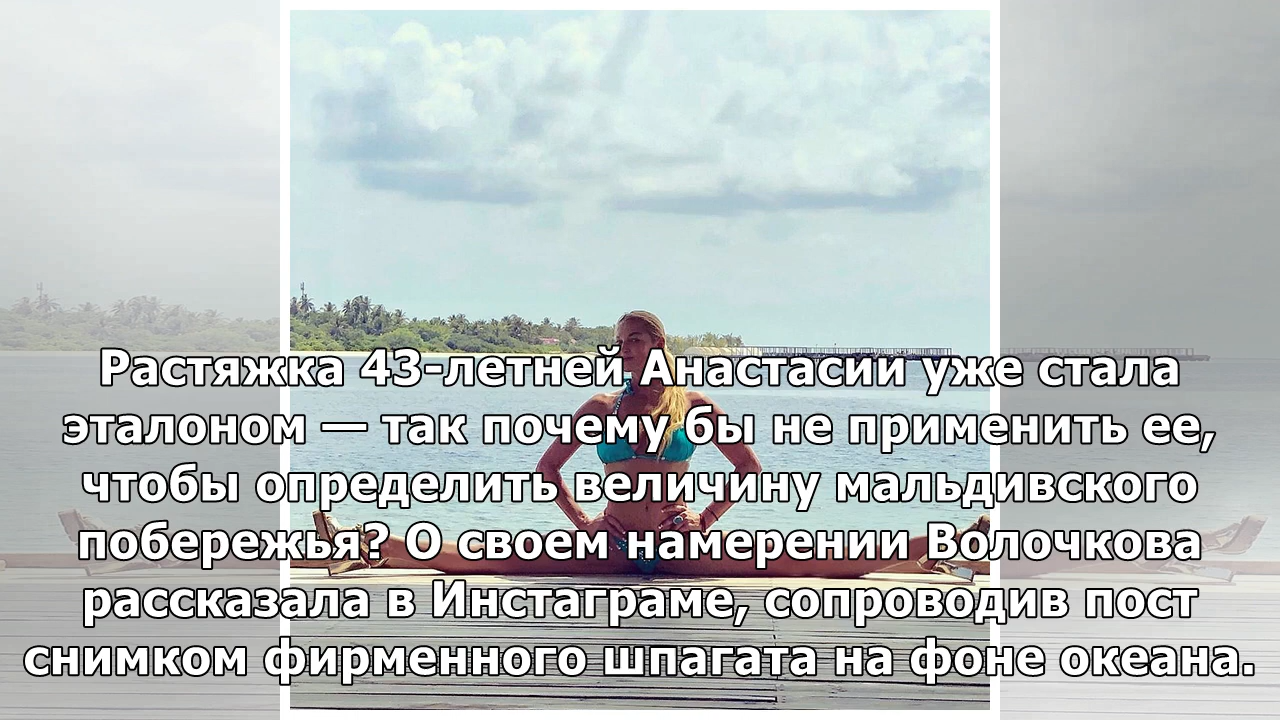 Растяжка 43-летней Анастасии уже стала
эталоном — так почему бы не применить ее,
чтобы определить величину мальдивского
побережья? О своем намерении Волочкова
рассказала в Инстаграме, сопроводив пост
снимком фирменного шпагата на фоне океана.